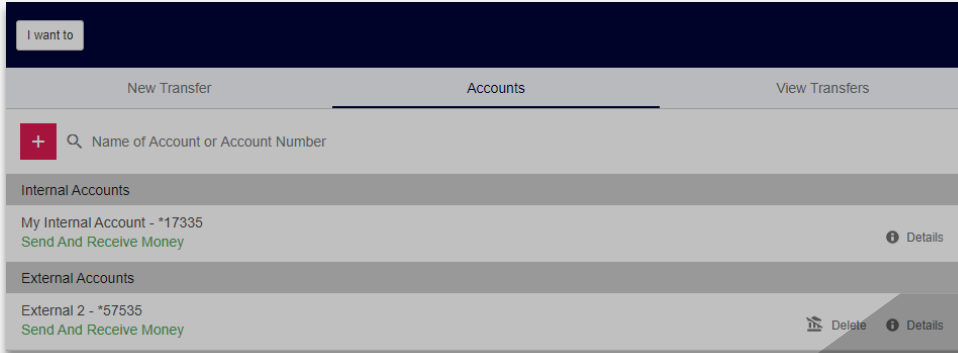 I want to
New Transfer
Accounts
View Transfers
+
Name of Account or Account Number
Internal Accounts
My Internal Account - *17335
Send And Receive Money
Details
External Accounts
External 2 - *57535
Send And Receive Money
Delete
Details